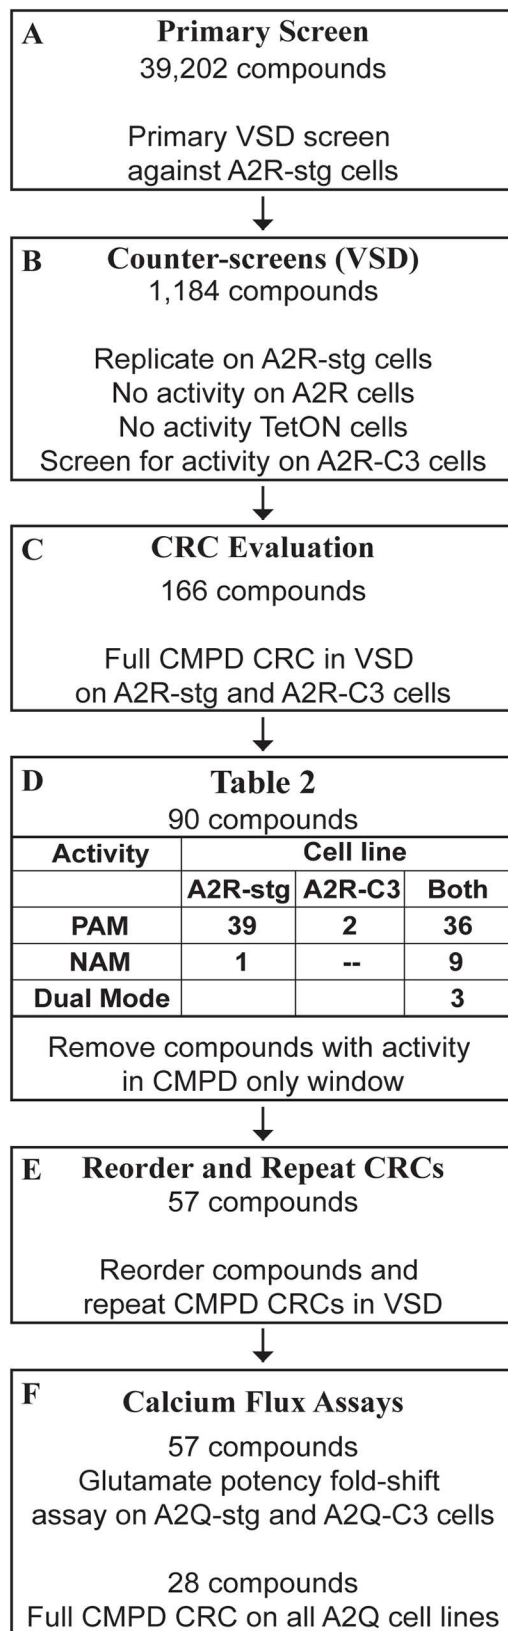 A Primary Screen
39,202 compounds
Primary VSD screen
against A2R-stg cells
B Counter-screens (VSD)
1,184 compounds
Replicate on A2R-stg cells
No activity on A2R cells
No activity TetON cells
Screen for activity on A2R-C3 cells
C CRC Evaluation
166 compounds
Full CMPD CRC in VSD
on A2R-stg and A2R-C3 cells
D Table 2
90 compounds
Activity Cell line
A2R-stg A2R-C3 Both
PAM 39 2 36
NAM 1 -- 9
Dual Mode 3
Remove compounds with activity
in CMPD only window
E Reorder and Repeat CRCs
57 compounds
Reorder compounds and
repeat CMPD CRCs in VSD
F Calcium Flux Assays
57 compounds
Glutamate potency fold-shift
assay on A2Q-stg and A2Q-C3 cells
28 compounds
Full CMPD CRC on all A2Q cell lines